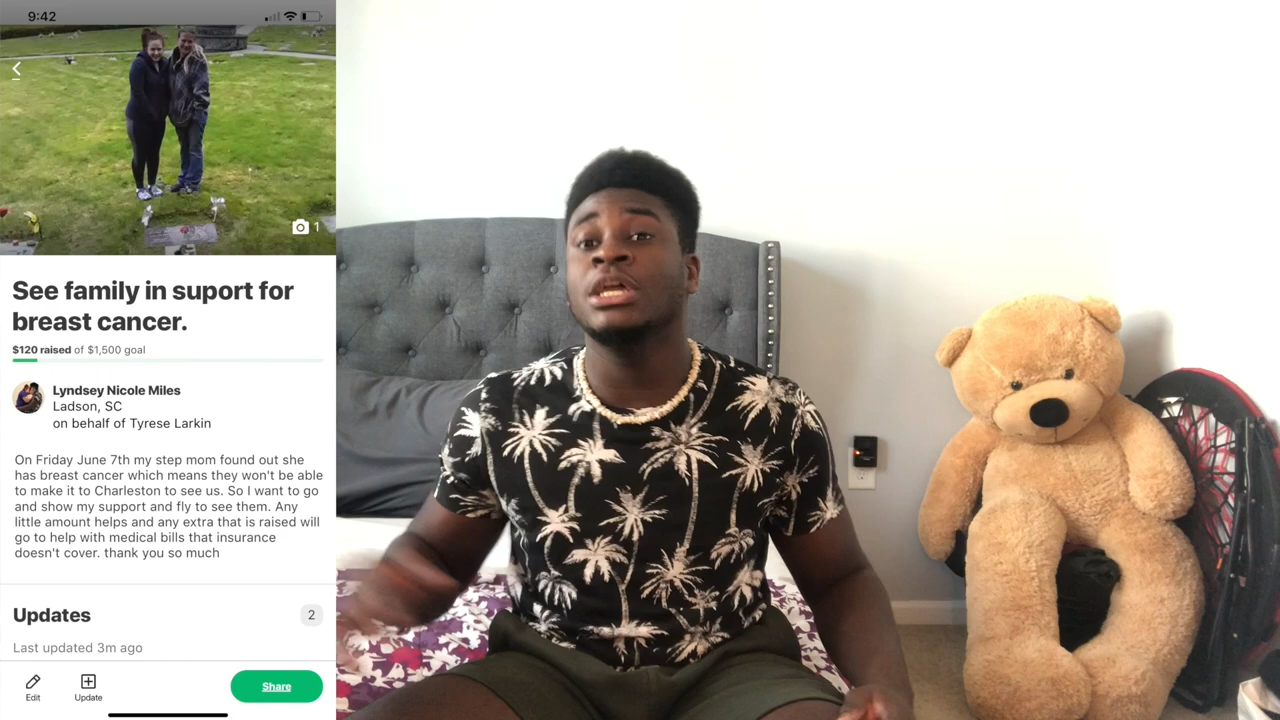 9:42
1
See family in suport for
breast cancer.
$120 raised of $1,500 goal
Lyndsey Nicole Miles
Ladson, SC
on behalf of Tyrese Larkin
On Friday June 7th my step mom found out she
has breast cancer which means they won't be able
to make it to Charleston to see us. So I want to go
and show my support and fly to see them. Any
little amount helps and any extra that is raised will
go to help with medical bills that insurance
doesn't cover. thank you so much
Updates
2
Last updated 3m ago
Edit
Update
Share